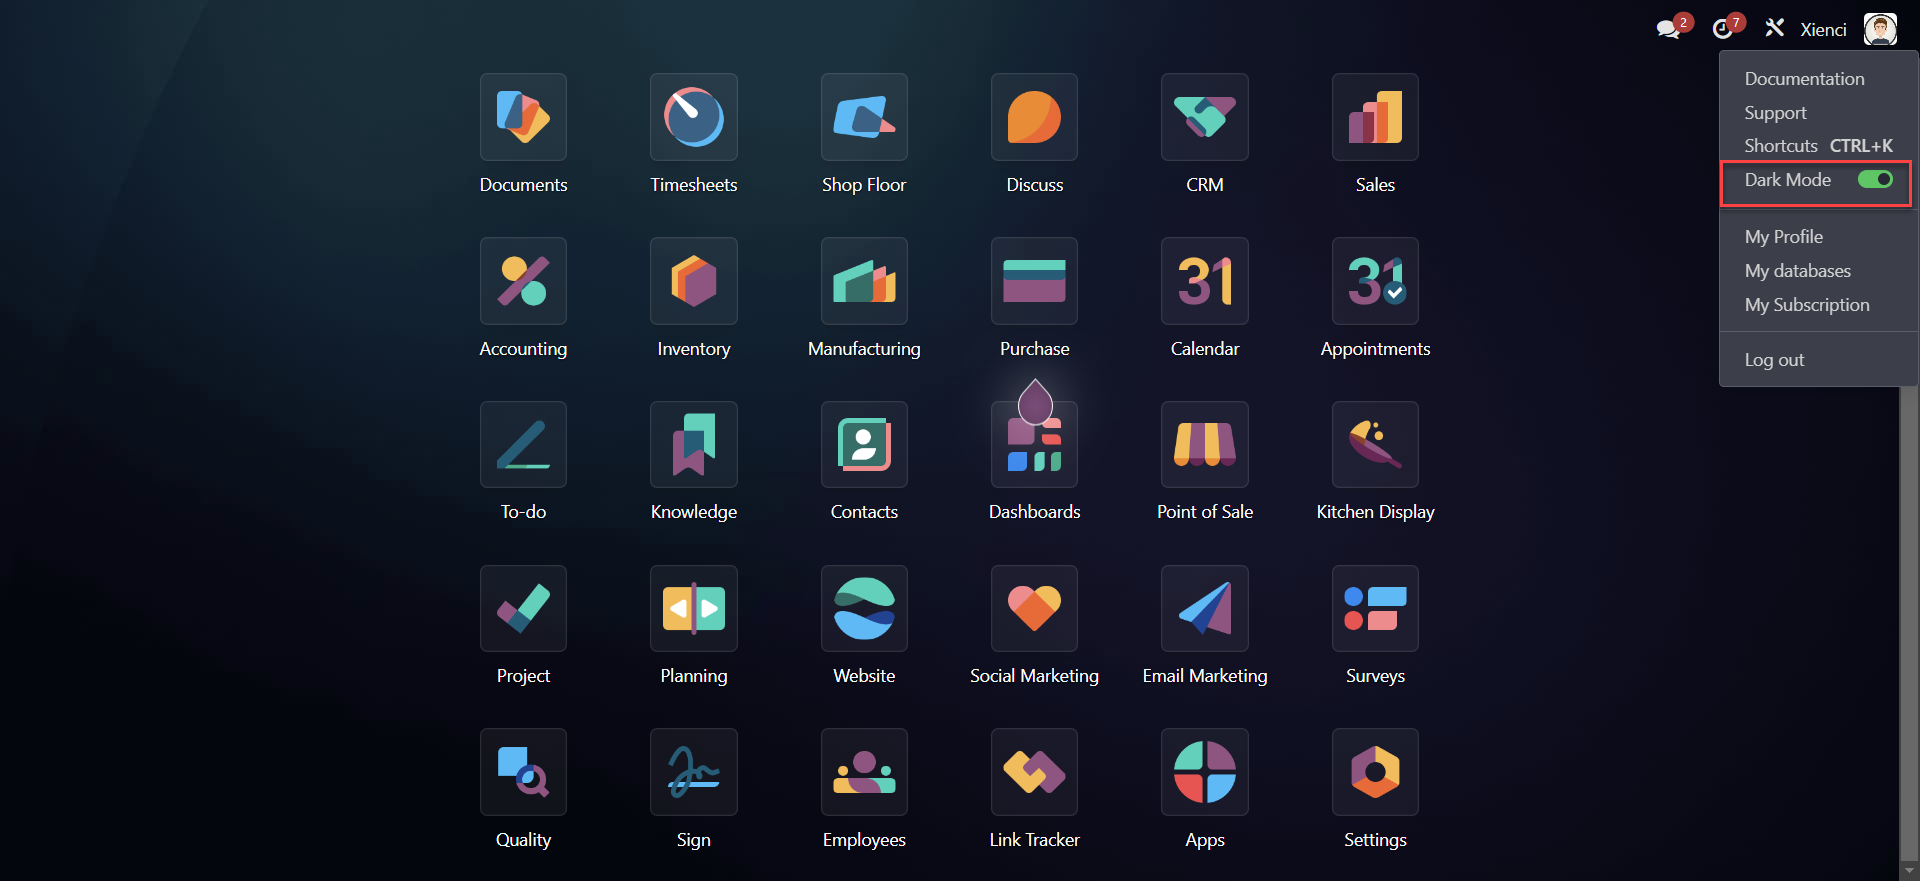 2 7 Xienci
Documentation
Support
Shortcuts CTRL+K
Dark Mode
My Profile
My databases
My Subscription
Log out
Documents Timesheets Shop Floor Discuss CRM Sales
31 31
Accounting Inventory Manufacturing Purchase Calendar Appointments
To-do Knowledge Contacts Dashboards Point of Sale Kitchen Display
Project Planning Website Social Marketing Email Marketing Surveys
Quality Sign Employees Link Tracker Apps Settings